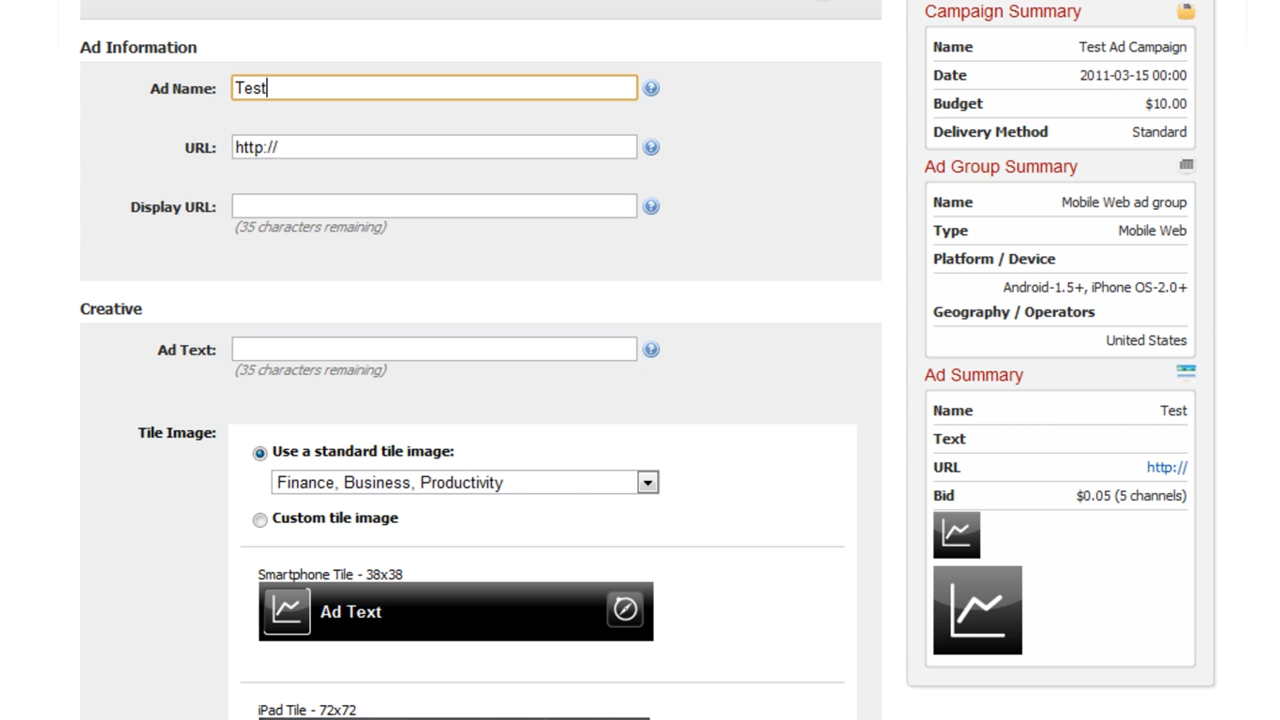 Ad Information
Ad Name: Test
URL: http://
Display URL:
(35 characters remaining)
Creative
Ad Text:
(35 characters remaining)
Tile Image:
Use a standard tile image:
Finance, Business, Productivity
Custom tile image
Smartphone Tile - 38x38
Ad Text
iPad Tile - 72x72
Campaign Summary
Name Test Ad Campaign
Date 2011-03-15 00:00
Budget $10.00
Delivery Method Standard
Ad Group Summary
Name Mobile Web ad group
Type Mobile Web
Platform / Device
Android-1.5+, iPhone OS-2.0+
Geography / Operators
United States
Ad Summary
Name Test
Text
URL http://
Bid $0.05 (5 channels)